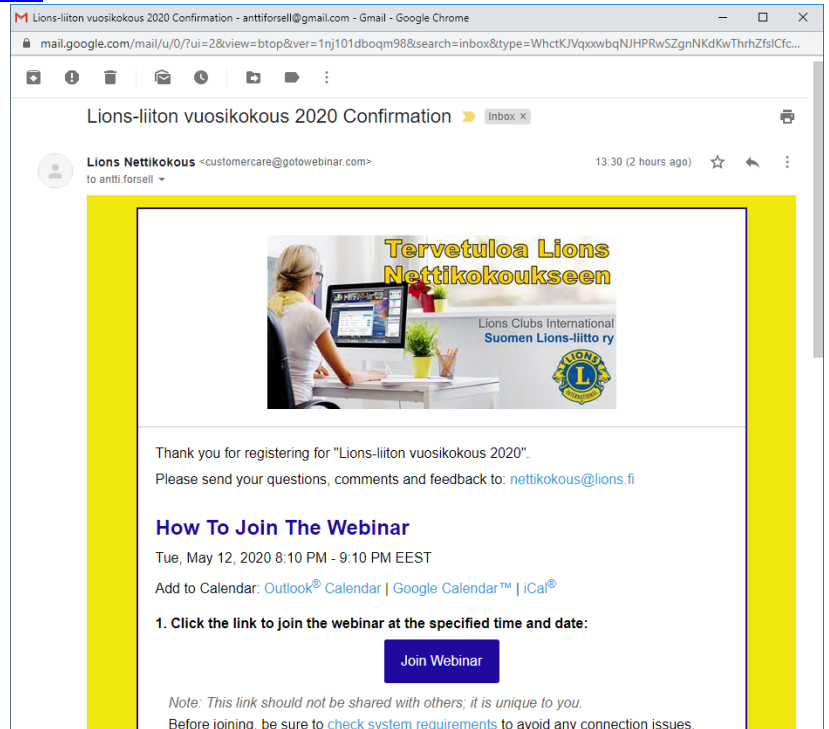 Lions-liiton vuosikokous 2020 Confirmation - anttiforsell@gmail.com - Gmail - Google Chrome
mail.google.com/mail/u/0/?ui=2&view=btop&ver=1nj101dboqm98&search=inbox&type=WhctKJVqxxwbqNJHPRwSZgnNKdKwThrhZfslCfc...
Lions-liiton vuosikokous 2020 Confirmation Inbox ×
Lions Nettikokous <customercare@gotowebinar.com> 13:30 (2 hours ago)
to antti.forsell
Tervetuloa Lions
Nettikokoukseen
Lions Clubs International
Suomen Lions-liitto ry
LIONS
L
INTERNATIONAL
Thank you for registering for "Lions-liiton vuosikokous 2020".
Please send your questions, comments and feedback to: nettikokous@lions.fi
How To Join The Webinar
Tue, May 12, 2020 8:10 PM - 9:10 PM EEST
Add to Calendar: Outlook® Calendar | Google Calendar™ | iCal®
1. Click the link to join the webinar at the specified time and date:
Join Webinar
Note: This link should not be shared with others; it is unique to you.
Before joining, be sure to check system requirements to avoid any connection issues.